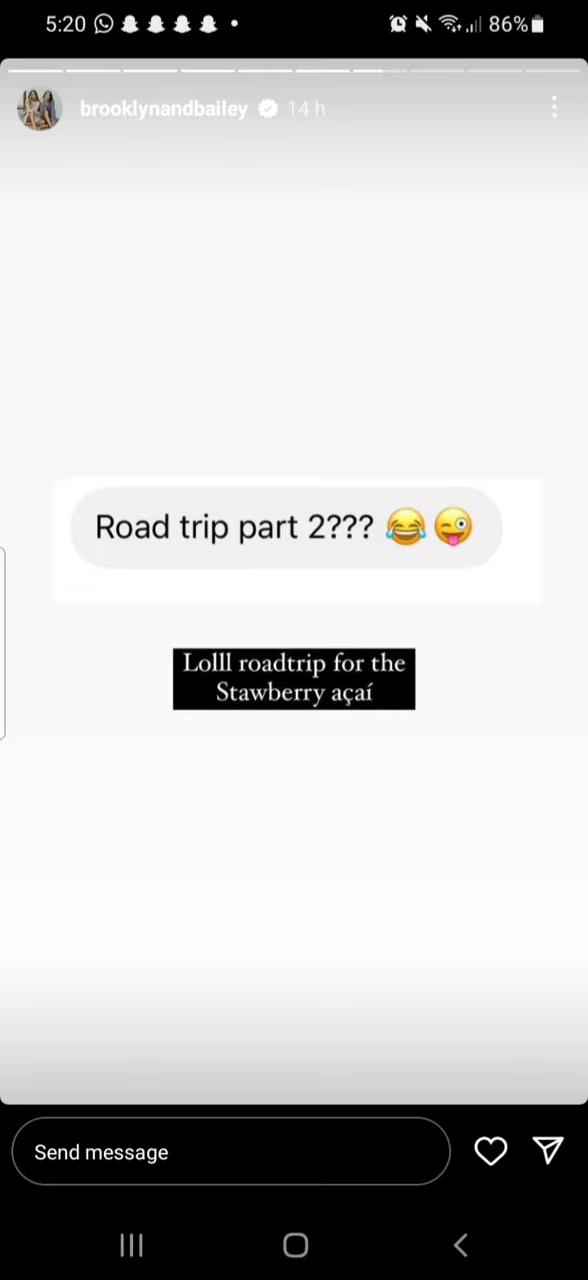 5:20 86%
brooklynandbailey 14 h
Road trip part 2??? 😂😜
Lolll roadtrip for the
Stawberry açaí
Send message